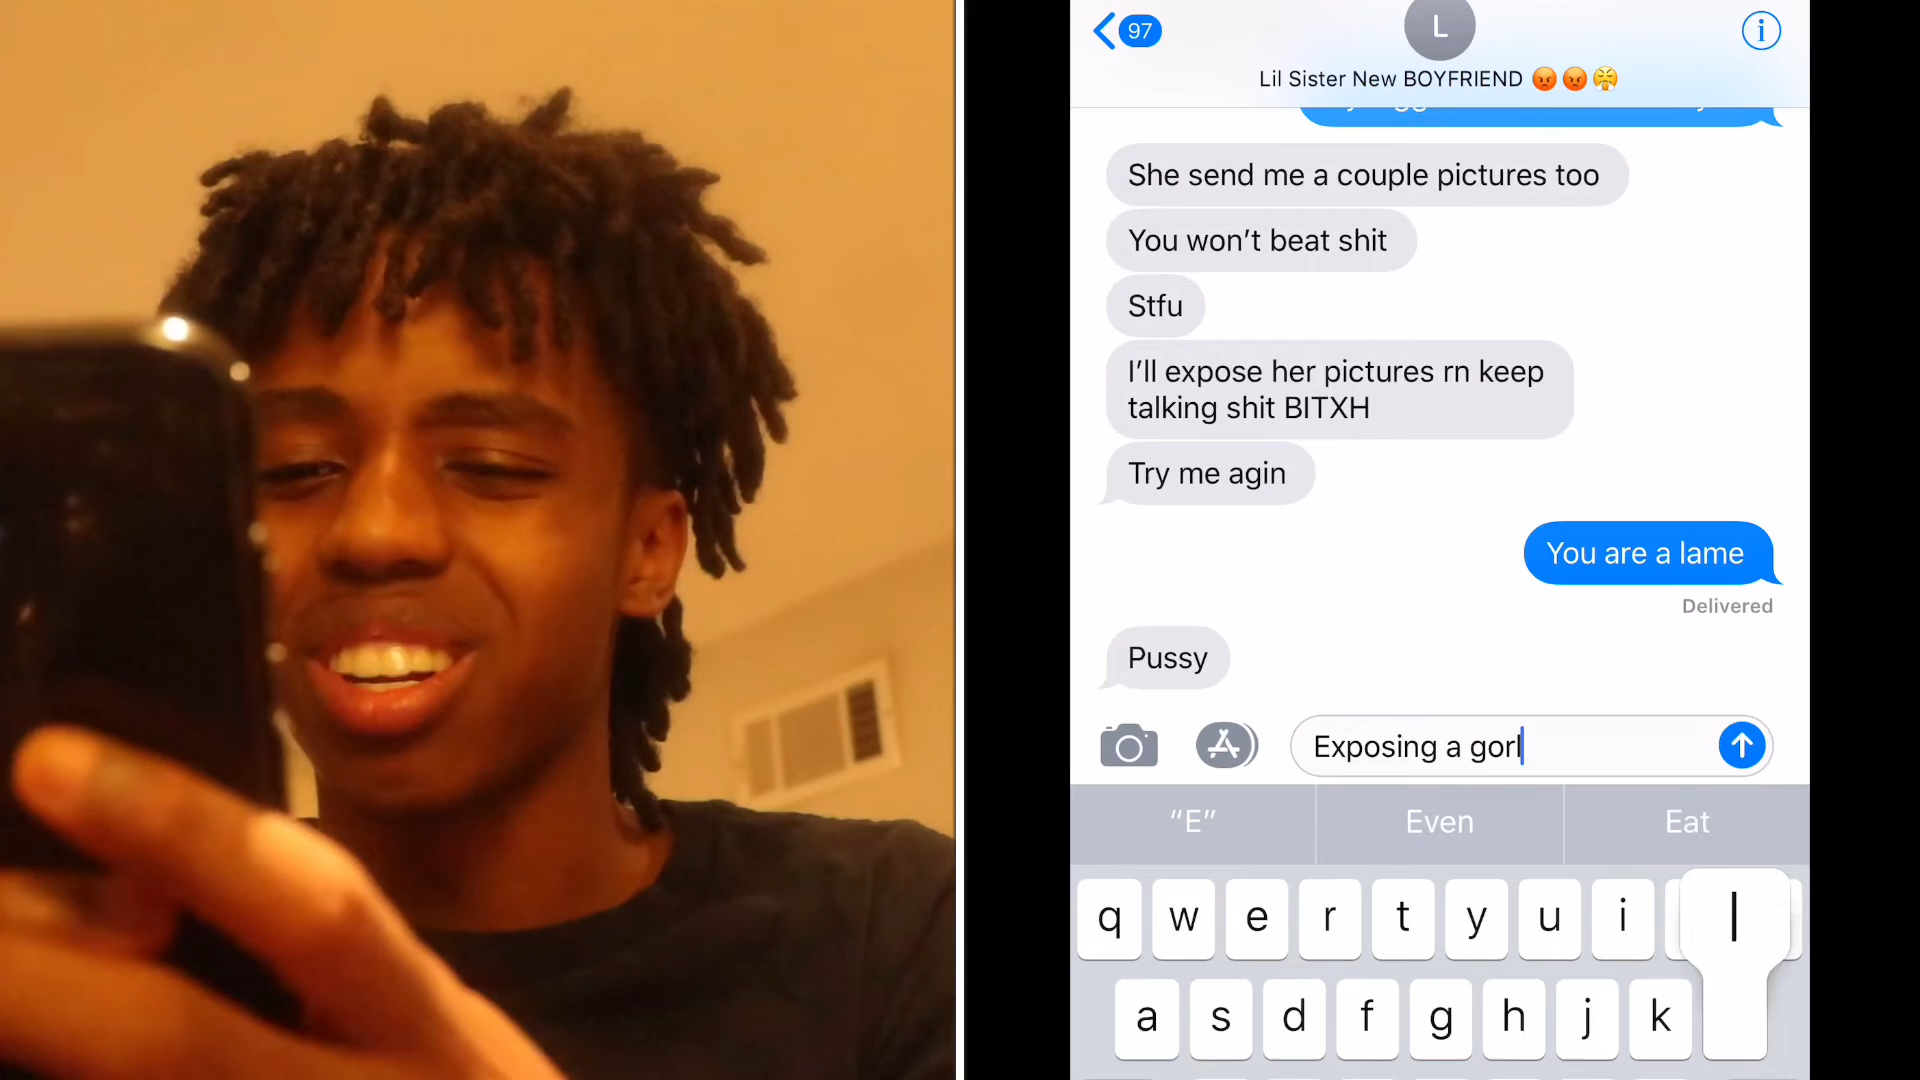 97
L
Lil Sister New BOYFRIEND 😡😡😤
She send me a couple pictures too
You won't beat shit
Stfu
I'll expose her pictures rn keep
talking shit BITXH
Try me agin
You are a lame
Delivered
Pussy
Exposing a gorl
“E” Even Eat
q w e r t y u i l
a s d f g h j k